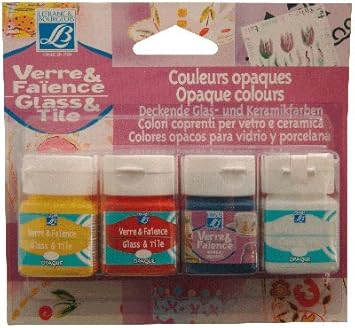 LEFRANC & BOURGEOIS
Verre&
Faïence
Glass&
Tile
Couleurs opaques
Opaque colours
Deckende Glas- und Keramikfarben
Colori coprenti per vetro e ceramica
Colores opacos para vidrio y porcelana
Verre & Faïence
Glass & Tile
OPAQUE
Verre & Faïence
Glass & Tile
OPAQUE
Verre &
Faïence
OPAQUE